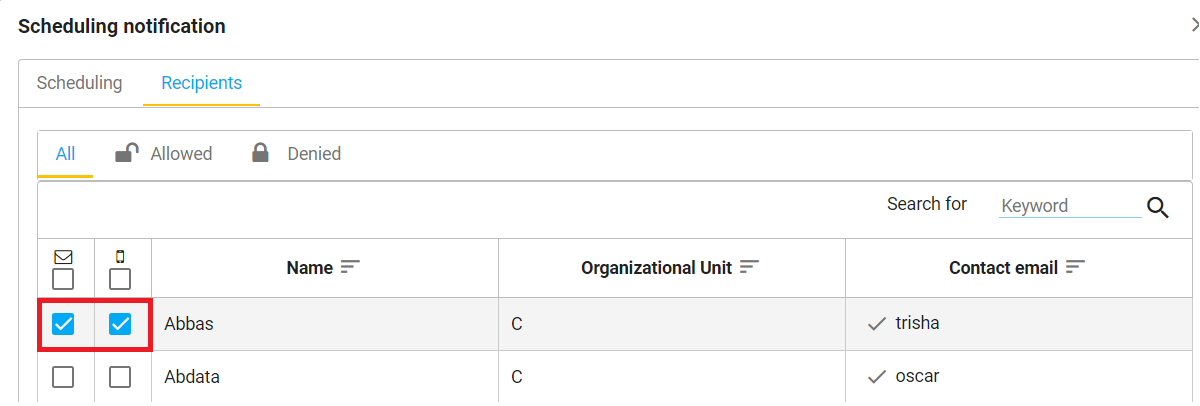 Scheduling notification
Scheduling Recipients
All Allowed Denied
Search for Keyword
Name Organizational Unit Contact email
Abbas C trisha
Abdata C oscar